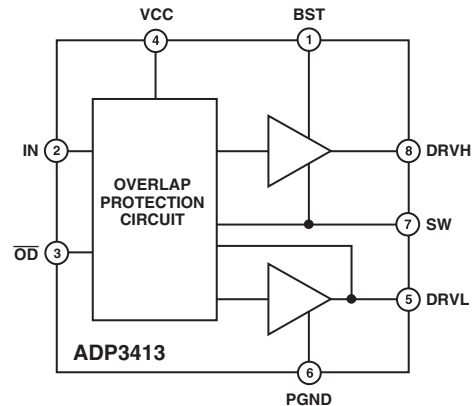 VCC
BST
4
1
IN
2
8
DRVH
OVERLAP
PROTECTION
CIRCUIT
7
SW
OD
3
5
DRVL
ADP3413
6
PGND